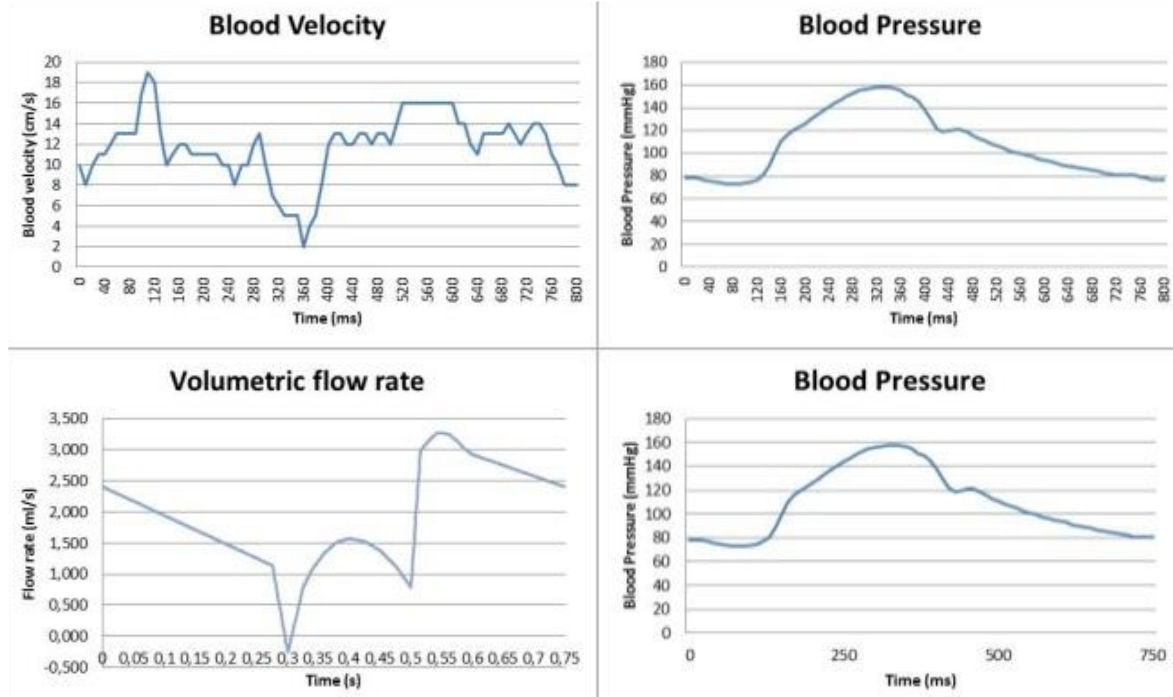 Blood Velocity
Blood velocity (cm/s)
20
18
16
14
12
10
8
6
4
2
0
0 40 80 120 160 200 240 280 320 360 400 440 480 520 560 600 640 680 720 760 800
Time (ms)
Blood Pressure
Blood Pressure (mmHg)
180
160
140
120
100
80
60
40
20
0
0 40 80 120 160 200 240 280 320 360 400 440 480 520 560 600 640 680 720 760 800
Time (ms)
Volumetric flow rate
Flow rate (ml/s)
3,500
3,000
2,500
2,000
1,500
1,000
0,500
0,000
-0,500
0 0,05 0,1 0,15 0,2 0,25 0,3 0,35 0,4 0,45 0,5 0,55 0,6 0,65 0,7 0,75
Time (s)
Blood Pressure
Blood Pressure (mmHg)
180
160
140
120
100
80
60
40
20
0
0 250 500 750
Time (ms)